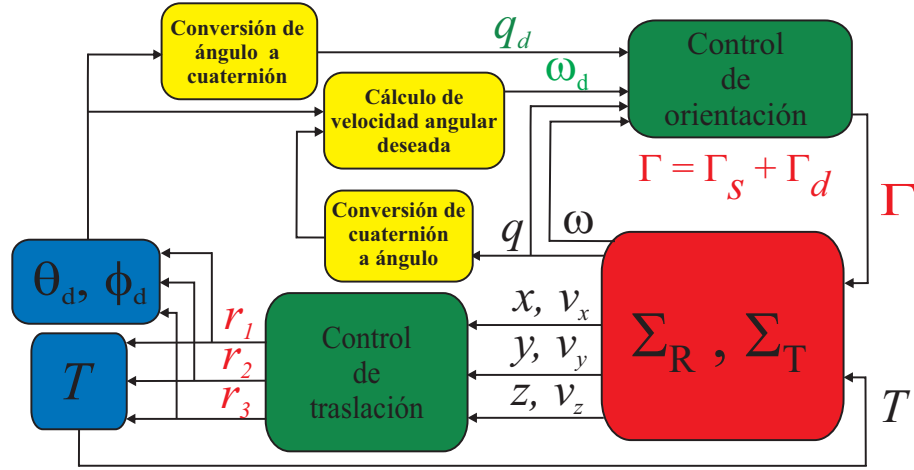 Conversión de
ángulo a
cuaternión
q_d
ω_d
Control
de
orientación
Cálculo de
velocidad angular
deseada
Γ = Γ_s + Γ_d
Γ
Conversión de
cuaternión
a ángulo
q
ω
θ_d, ϕ_d
T
r_1
r_2
r_3
Control
de
traslación
x, v_x
y, v_y
z, v_z
Σ_R , Σ_T
T